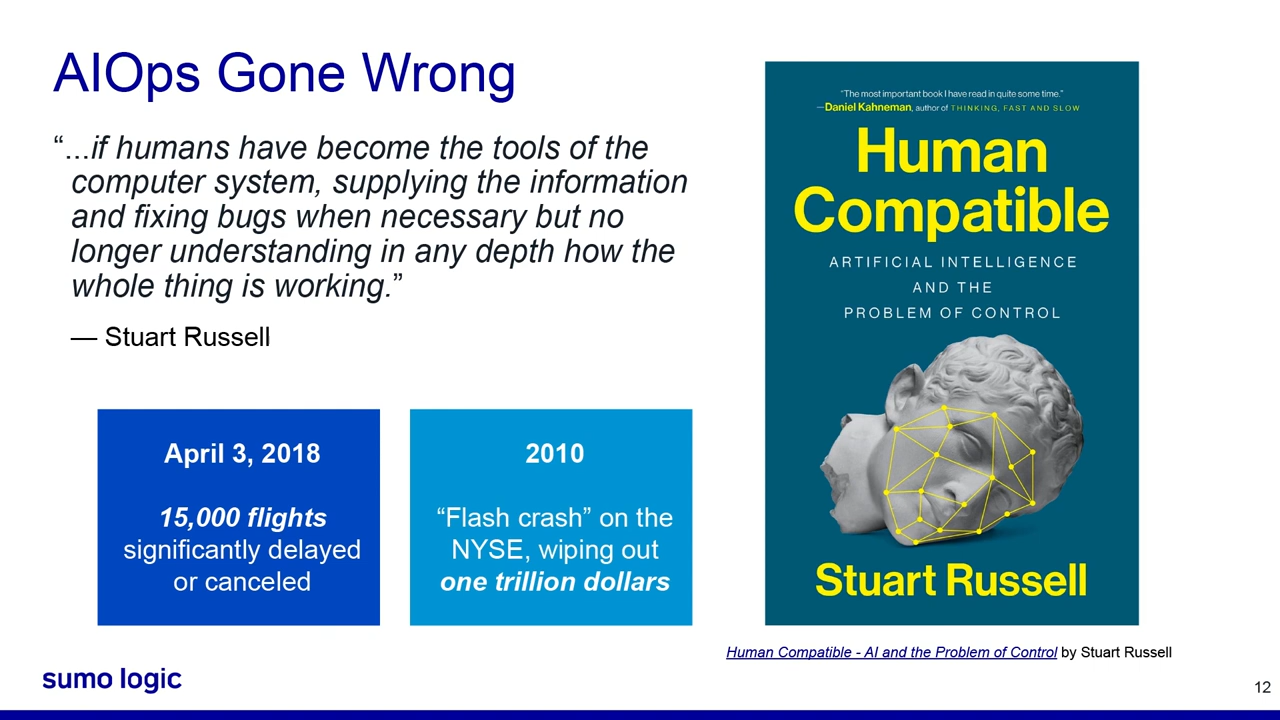 AIOps Gone Wrong
“...if humans have become the tools of the
computer system, supplying the information
and fixing bugs when necessary but no
longer understanding in any depth how the
whole thing is working.”
— Stuart Russell
April 3, 2018
15,000 flights
significantly delayed
or canceled
2010
“Flash crash” on the
NYSE, wiping out
one trillion dollars
“The most important book I have read in quite some time.”
—Daniel Kahneman, author of THINKING, FAST AND SLOW
Human
Compatible
ARTIFICIAL INTELLIGENCE
AND THE
PROBLEM OF CONTROL
Stuart Russell
Human Compatible - AI and the Problem of Control by Stuart Russell
sumo logic
12